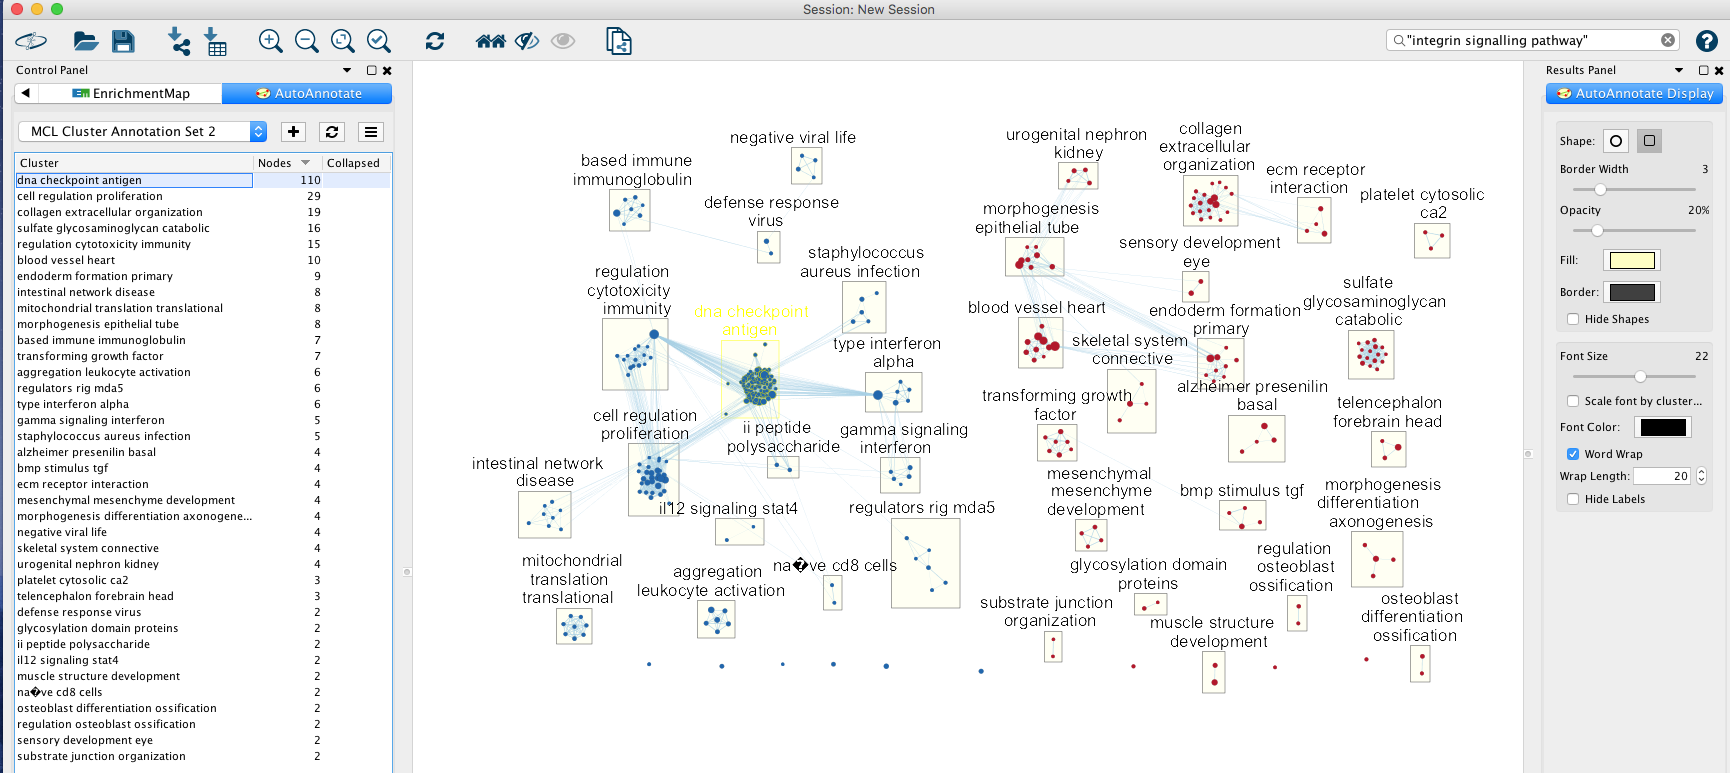 Session: New Session
"integrin signalling pathway"
?
Control Panel
EnrichmentMap
AutoAnnotate
MCL Cluster Annotation Set 2
Cluster Nodes Collapsed
dna checkpoint antigen 110
cell regulation proliferation 29
collagen extracellular organization 19
sulfate glycosaminoglycan catabolic 16
regulation cytotoxicity immunity 15
blood vessel heart 10
endoderm formation primary 9
intestinal network disease 8
mitochondrial translation translational 8
morphogenesis epithelial tube 8
based immune immunoglobulin 7
transforming growth factor 7
aggregation leukocyte activation 6
regulators rig mda5 6
type interferon alpha 6
gamma signaling interferon 5
staphylococcus aureus infection 5
alzheimer presenilin basal 4
bmp stimulus tgf 4
ecm receptor interaction 4
mesenchymal mesenchyme development 4
morphogenesis differentiation axonogene... 4
negative viral life 4
skeletal system connective 4
urogenital nephron kidney 4
platelet cytosolic ca2 3
telencephalon forebrain head 3
defense response virus 2
glycosylation domain proteins 2
ii peptide polysaccharide 2
il12 signaling stat4 2
muscle structure development 2
na�ve cd8 cells 2
osteoblast differentiation ossification 2
regulation osteoblast ossification 2
sensory development eye 2
substrate junction organization 2
negative viral life
based immune
immunoglobulin
defense response
virus
staphylococcus
aureus infection
regulation
cytotoxicity
immunity
dna checkpoint
antigen
type interferon
alpha
cell regulation
proliferation
ii peptide
polysaccharide
gamma signaling
interferon
intestinal network
disease
il12 signaling stat4
regulators rig mda5
mitochondrial
translation
translational
aggregation
leukocyte activation
na�ve cd8 cells
urogenital nephron
kidney
collagen
extracellular
organization
ecm receptor
interaction
platelet cytosolic
ca2
morphogenesis
epithelial tube
sensory development
eye
blood vessel heart
endoderm formation
primary
sulfate
glycosaminoglycan
catabolic
skeletal system
connective
transforming growth
factor
alzheimer presenilin
basal
telencephalon
forebrain head
mesenchymal
mesenchyme
development
bmp stimulus tgf
morphogenesis
differentiation
axonogenesis
glycosylation domain
proteins
regulation
osteoblast
ossification
substrate junction
organization
muscle structure
development
osteoblast
differentiation
ossification
Results Panel
AutoAnnotate Display
Shape:
Border Width 3
Opacity 20%
Fill:
Border:
Hide Shapes
Font Size 22
Scale font by cluster...
Font Color:
Word Wrap
Wrap Length: 20
Hide Labels